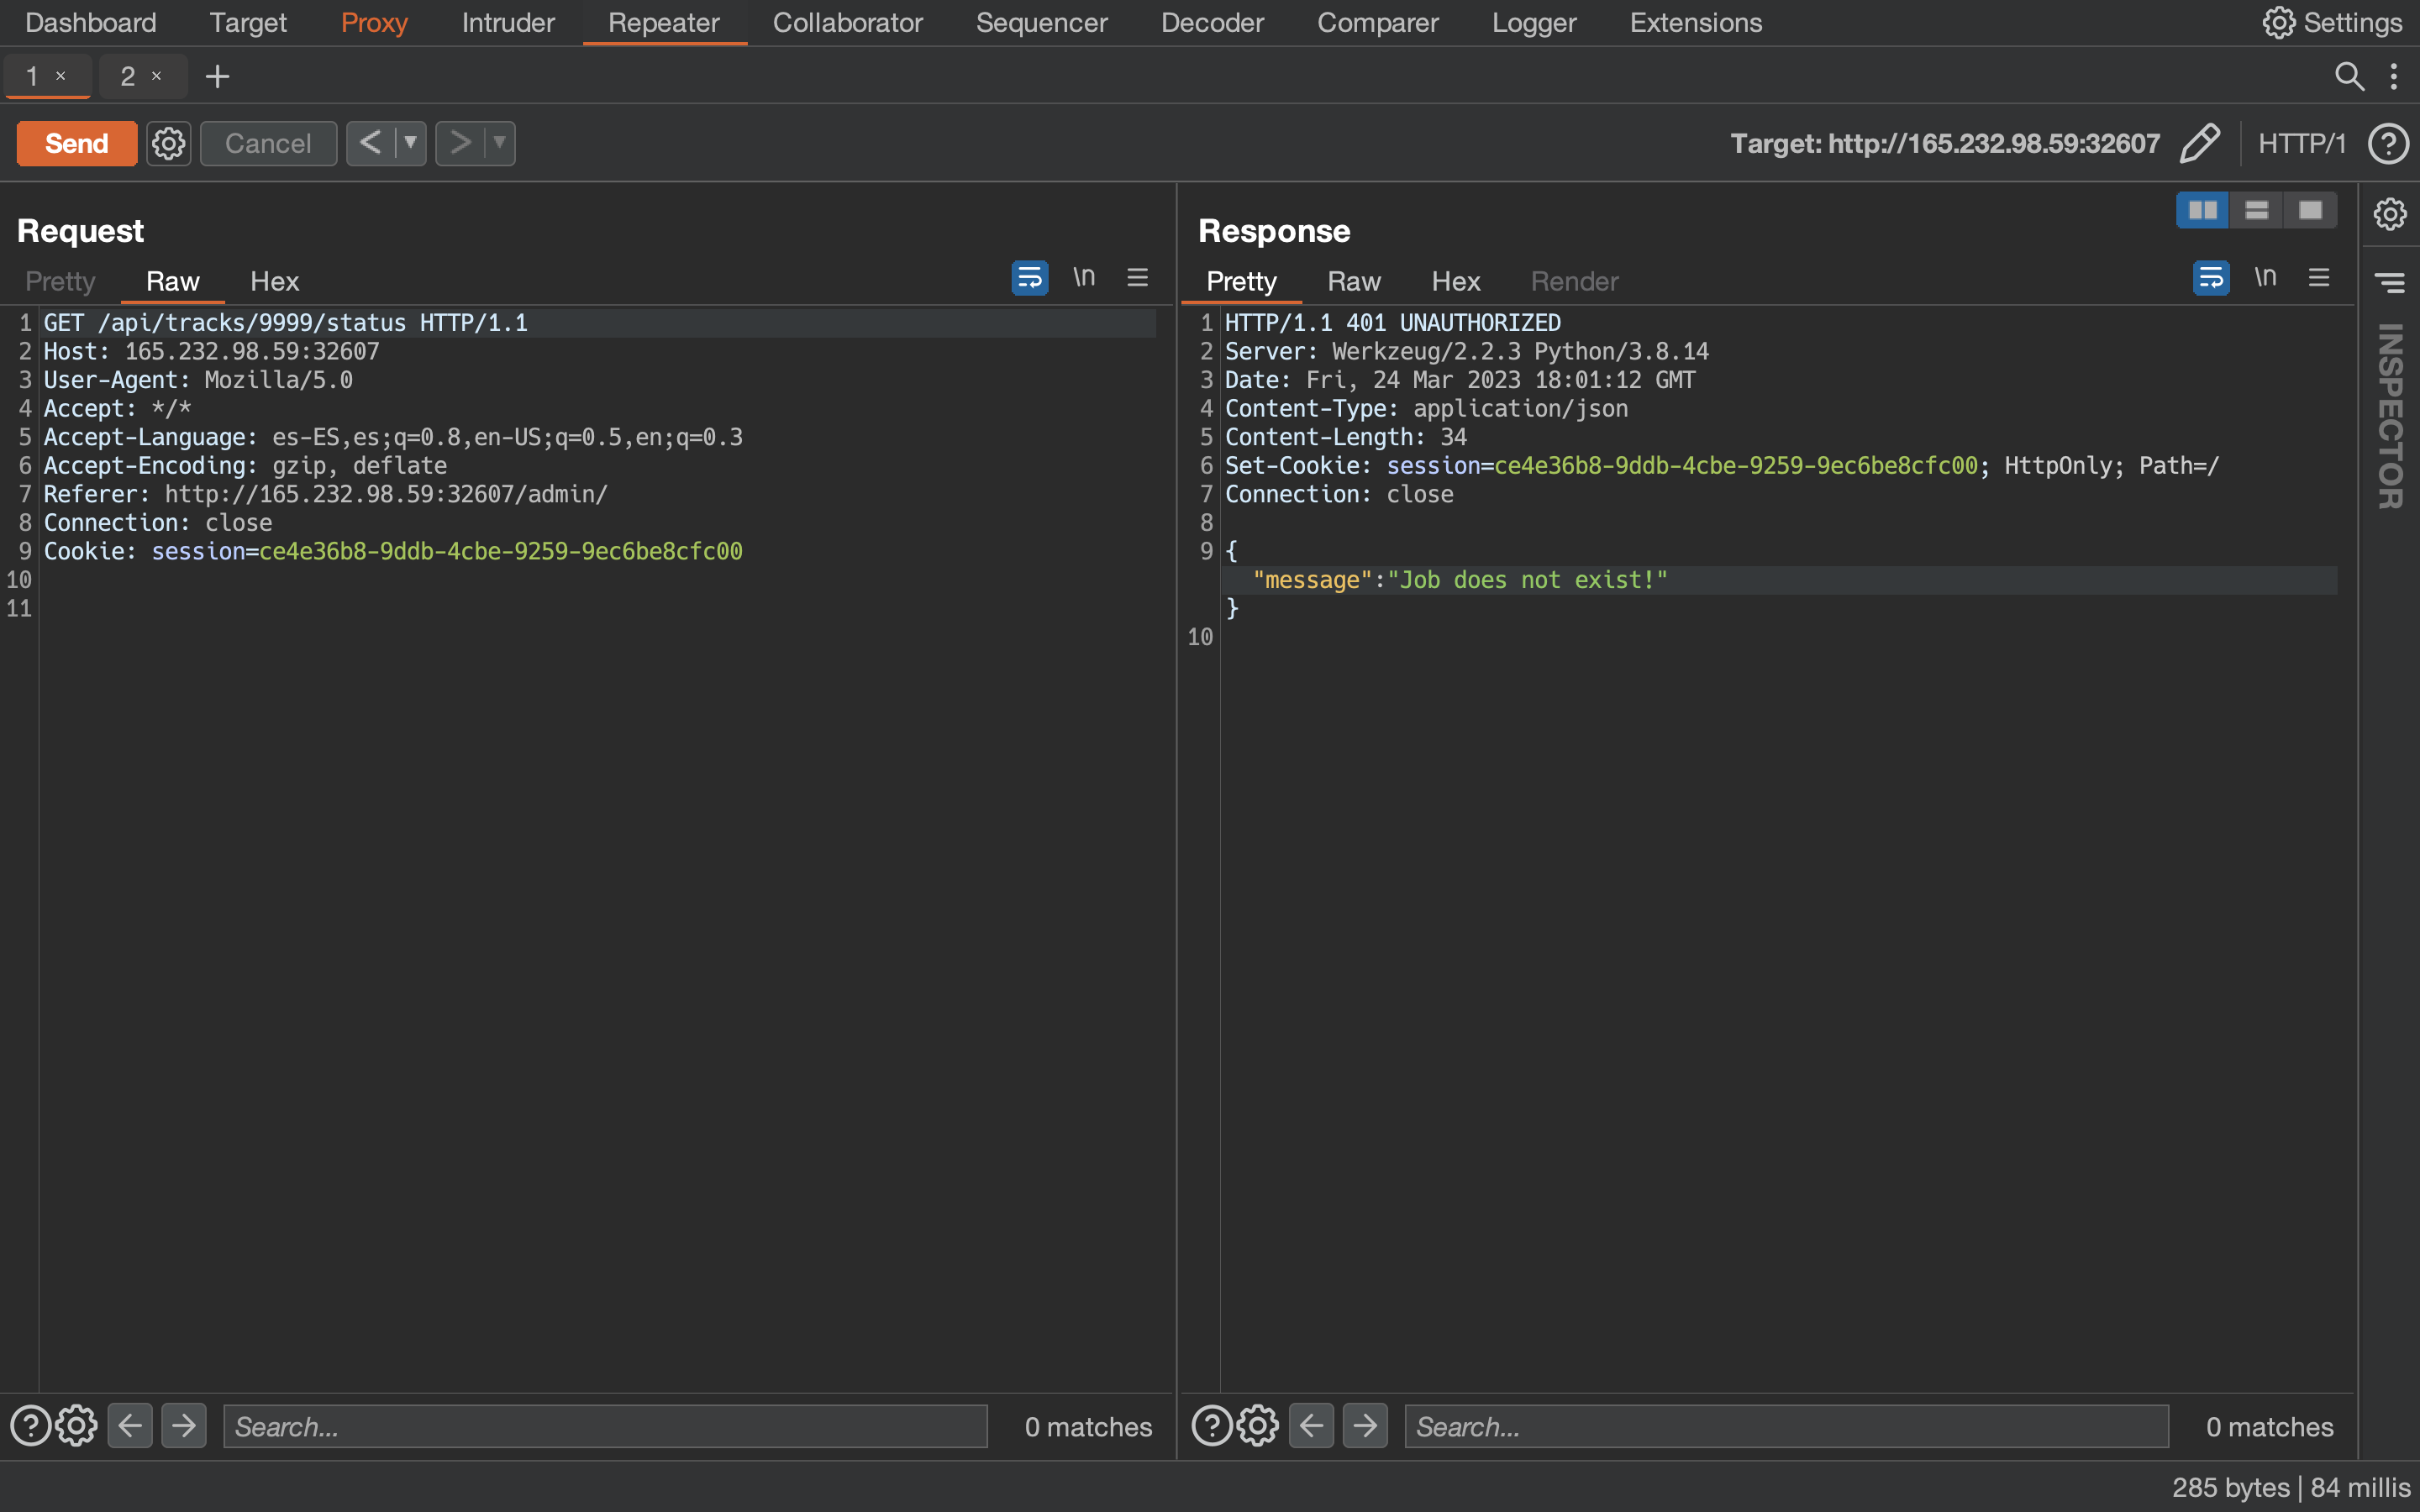 Dashboard Target Proxy Intruder Repeater Collaborator Sequencer Decoder Comparer Logger Extensions Settings
1 × 2 × +
Send Cancel < > Target: http://165.232.98.59:32607 HTTP/1 ?
Request
Pretty Raw Hex \n
1 GET /api/tracks/9999/status HTTP/1.1
2 Host: 165.232.98.59:32607
3 User-Agent: Mozilla/5.0
4 Accept: */*
5 Accept-Language: es-ES,es;q=0.8,en-US;q=0.5,en;q=0.3
6 Accept-Encoding: gzip, deflate
7 Referer: http://165.232.98.59:32607/admin/
8 Connection: close
9 Cookie: session=ce4e36b8-9ddb-4cbe-9259-9ec6be8cfc00
10
11
? Search... 0 matches
Response
Pretty Raw Hex Render \n
1 HTTP/1.1 401 UNAUTHORIZED
2 Server: Werkzeug/2.2.3 Python/3.8.14
3 Date: Fri, 24 Mar 2023 18:01:12 GMT
4 Content-Type: application/json
5 Content-Length: 34
6 Set-Cookie: session=ce4e36b8-9ddb-4cbe-9259-9ec6be8cfc00; HttpOnly; Path=/
7 Connection: close
8
9 {
"message":"Job does not exist!"
}
10
? Search... 0 matches
INSPECTOR
285 bytes | 84 millis